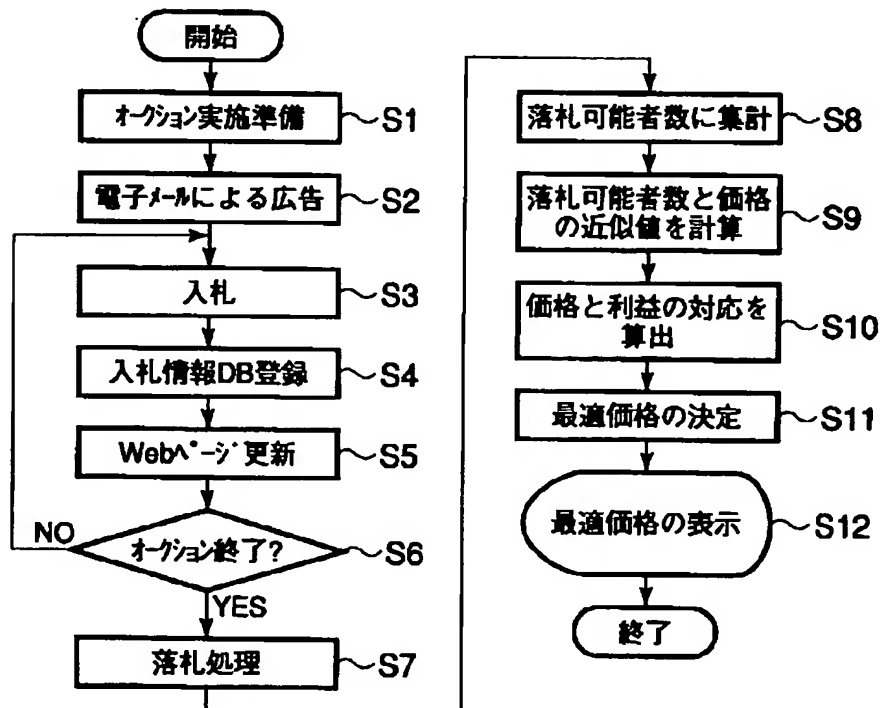 開始
オークション実施準備
S1
電子メールによる広告
S2
入札
S3
入札情報DB登録
S4
Webページ更新
S5
オークション終了?
S6
NO
YES
落札処理
S7
落札可能者数に集計
S8
落札可能者数と価格
の近似値を計算
S9
価格と利益の対応を
算出
S10
最適価格の決定
S11
最適価格の表示
S12
終了